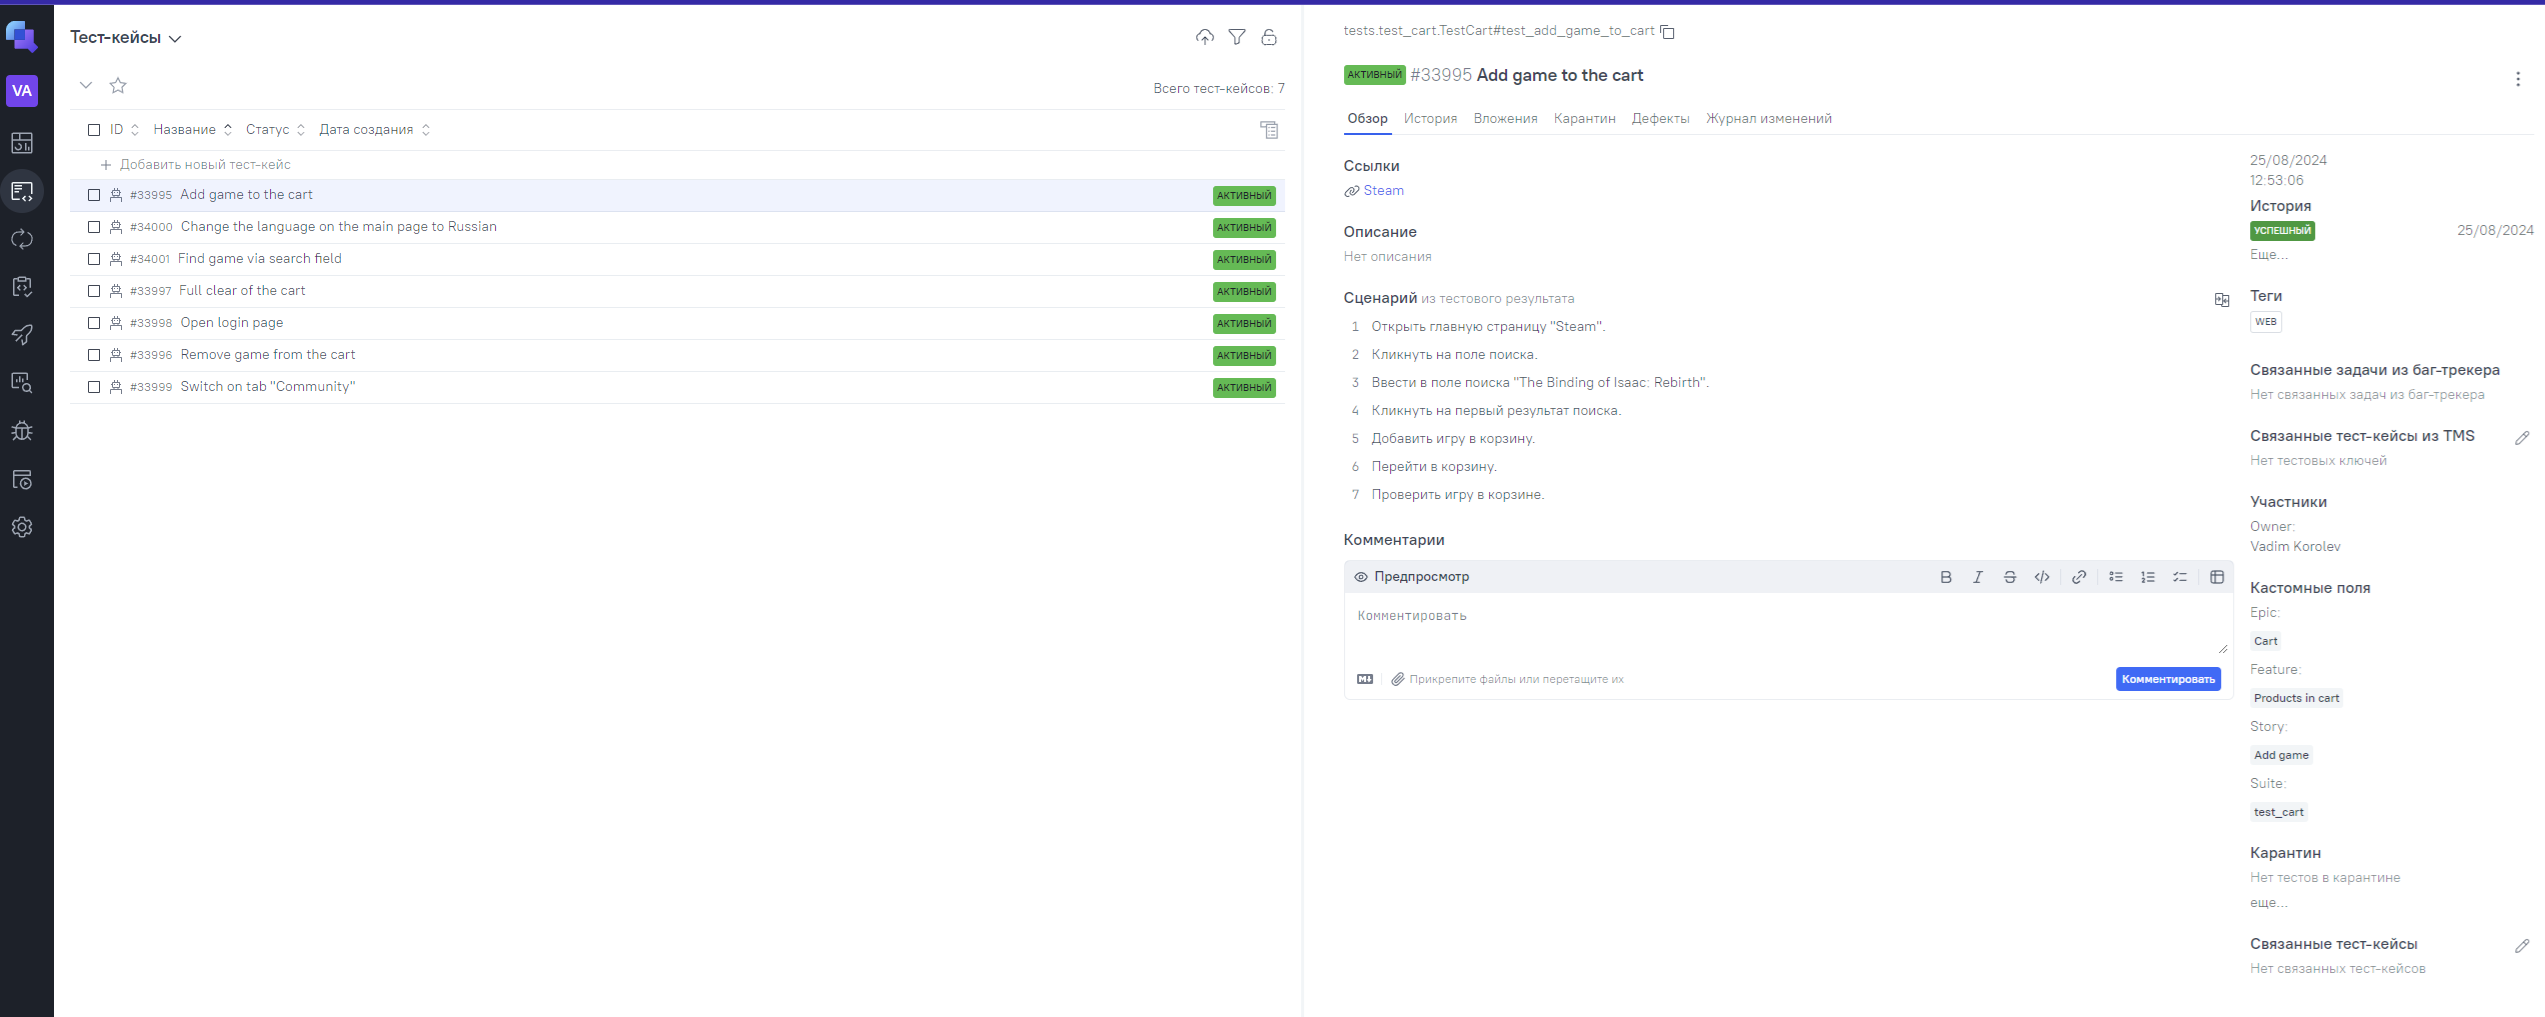 VA
Тест-кейсы
Всего тест-кейсов: 7
ID Название Статус Дата создания
Добавить новый тест-кейс
#33995 Add game to the cart АКТИВНЫЙ
#34000 Change the language on the main page to Russian АКТИВНЫЙ
#34001 Find game via search field АКТИВНЫЙ
#33997 Full clear of the cart АКТИВНЫЙ
#33998 Open login page АКТИВНЫЙ
#33996 Remove game from the cart АКТИВНЫЙ
#33999 Switch on tab "Community" АКТИВНЫЙ
tests.test_cart.TestCart#test_add_game_to_cart
АКТИВНЫЙ #33995 Add game to the cart
Обзор История Вложения Карантин Дефекты Журнал изменений
Ссылки
Steam
Описание
Нет описания
Сценарий из тестового результата
1 Открыть главную страницу "Steam".
2 Кликнуть на поле поиска.
3 Ввести в поле поиска "The Binding of Isaac: Rebirth".
4 Кликнуть на первый результат поиска.
5 Добавить игру в корзину.
6 Перейти в корзину.
7 Проверить игру в корзине.
Комментарии
Предпросмотр
Комментировать
Прикрепите файлы или перетащите их
Комментировать
25/08/2024
12:53:06
История
УСПЕШНЫЙ 25/08/2024
Еще...
Теги
WEB
Связанные задачи из баг-трекера
Нет связанных задач из баг-трекера
Связанные тест-кейсы из TMS
Нет тестовых ключей
Участники
Owner:
Vadim Korolev
Кастомные поля
Epic:
Cart
Feature:
Products in cart
Story:
Add game
Suite:
test_cart
Карантин
Нет тестов в карантине
еще...
Связанные тест-кейсы
Нет связанных тест-кейсов